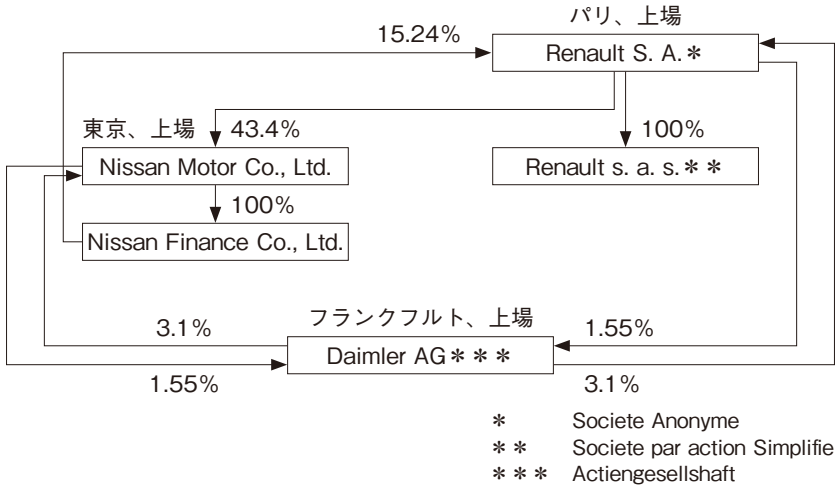 パリ、上場
15.24%
Renault S. A.＊
東京、上場
43.4%
100%
Nissan Motor Co., Ltd.
Renault s. a. s.＊＊
100%
Nissan Finance Co., Ltd.
フランクフルト、上場
3.1%
1.55%
Daimler AG＊＊＊
1.55%
3.1%
＊ Societe Anonyme
＊＊ Societe par action Simplifie
＊＊＊ Actiengesellshaft